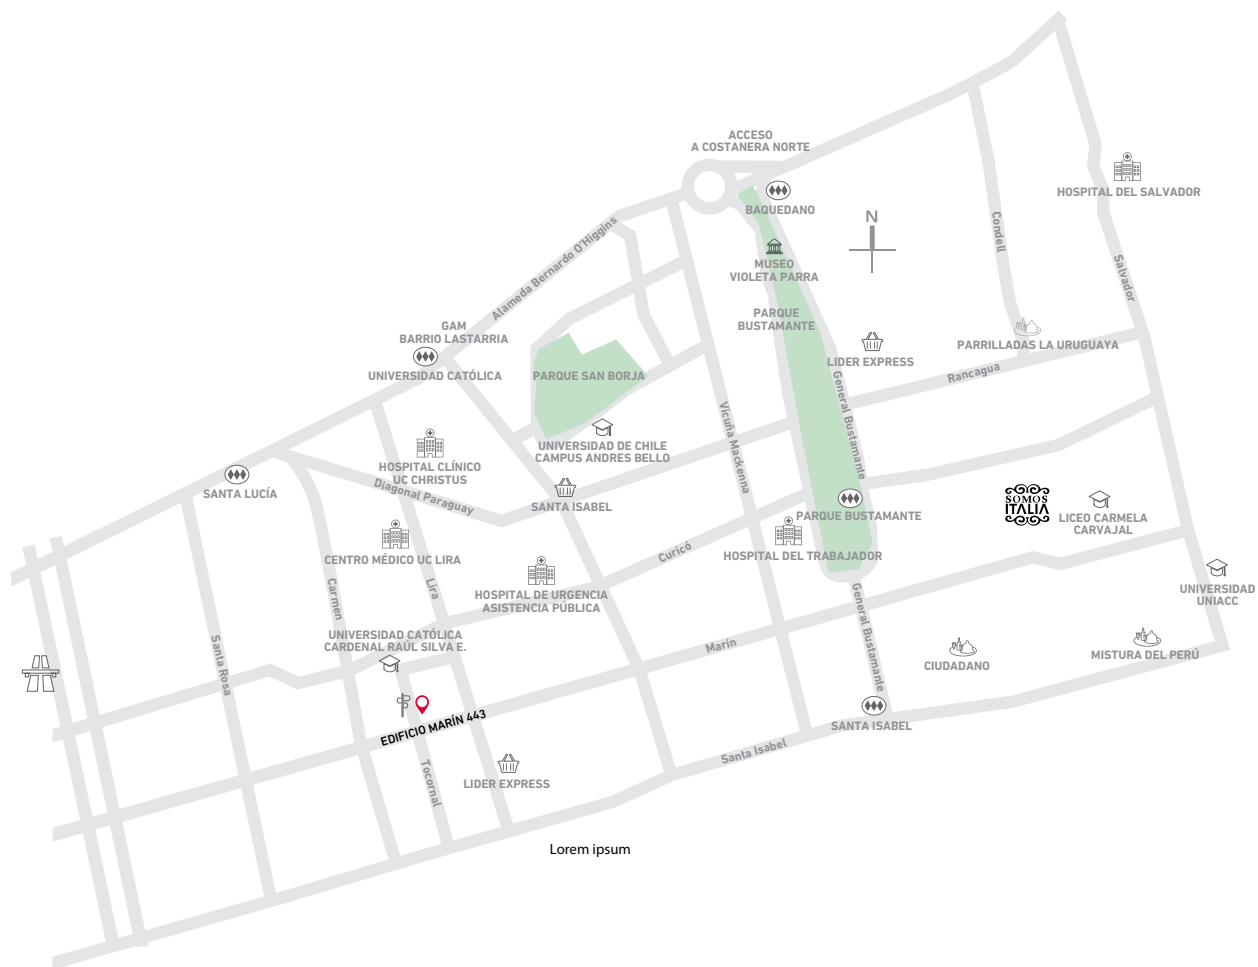 ACCESO
A COSTANERA NORTE
HOSPITAL DEL SALVADOR
BAQUEDANO
N
Condell
Alameda Bernardo O'Higgins
MUSEO
VIOLETA PARRA
Salvador
PARQUE
BUSTAMANTE
GAM
BARRIO LASTARRIA
PARRILLADAS LA URUGUAYA
LIDER EXPRESS
UNIVERSIDAD CATÓLICA
PARQUE SAN BORJA
Rancagua
General Bustamante
Vicuña Mackenna
UNIVERSIDAD DE CHILE
CAMPUS ANDRES BELLO
HOSPITAL CLÍNICO
UC CHRISTUS
SANTA LUCÍA
Diagonal Paraguay
SANTA ISABEL
SOMOS
ITALIA
PARQUE BUSTAMANTE
LICEO CARMELA
CARVAJAL
CENTRO MÉDICO UC LIRA
Curicó
HOSPITAL DEL TRABAJADOR
Carmen
Lira
HOSPITAL DE URGENCIA
ASISTENCIA PÚBLICA
UNIVERSIDAD
UNIACC
General Bustamante
UNIVERSIDAD CATÓLICA
CARDENAL RAÚL SILVA E.
Marín
Santa Rosa
CIUDADANO
MISTURA DEL PERÚ
EDIFICIO MARÍN 443
SANTA ISABEL
Santa Isabel
Tocornal
LIDER EXPRESS
Lorem ipsum